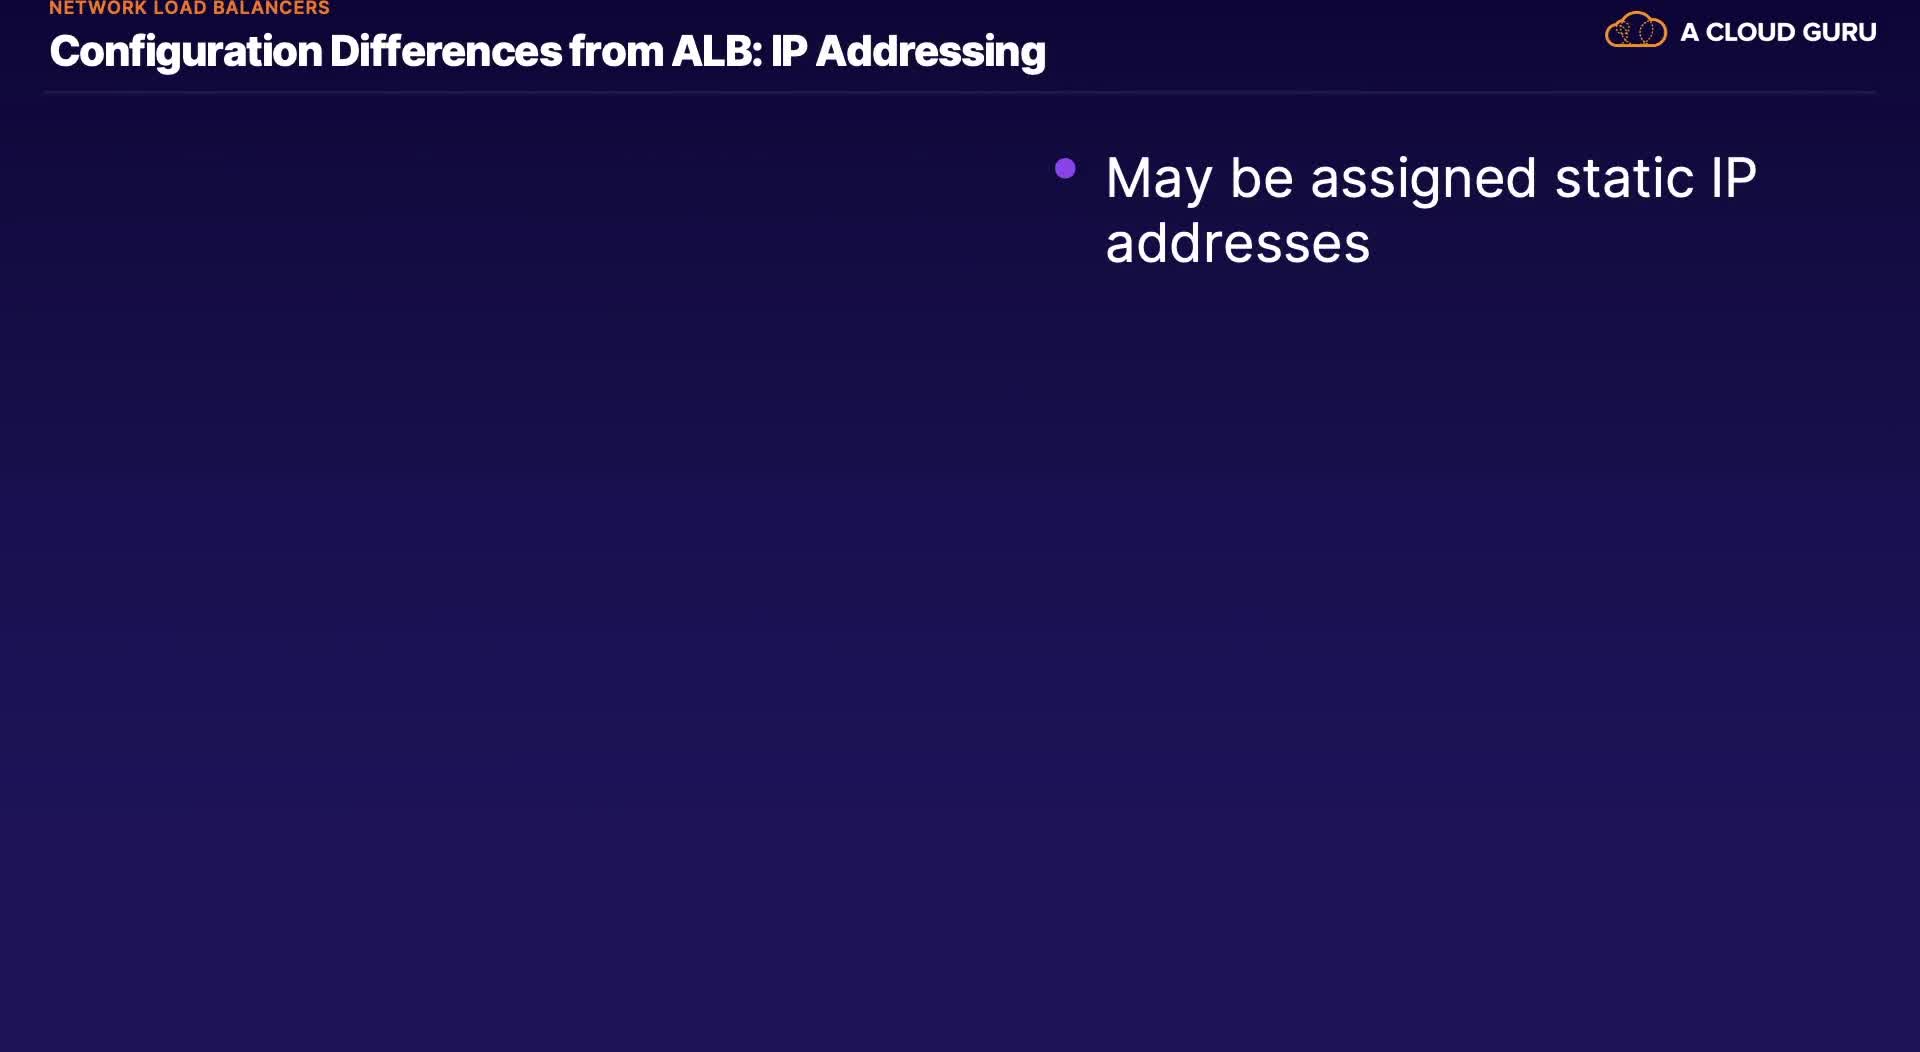 NETWORK LOAD BALANCERS
Configuration Differences from ALB: IP Addressing
A CLOUD GURU
May be assigned static IP
addresses